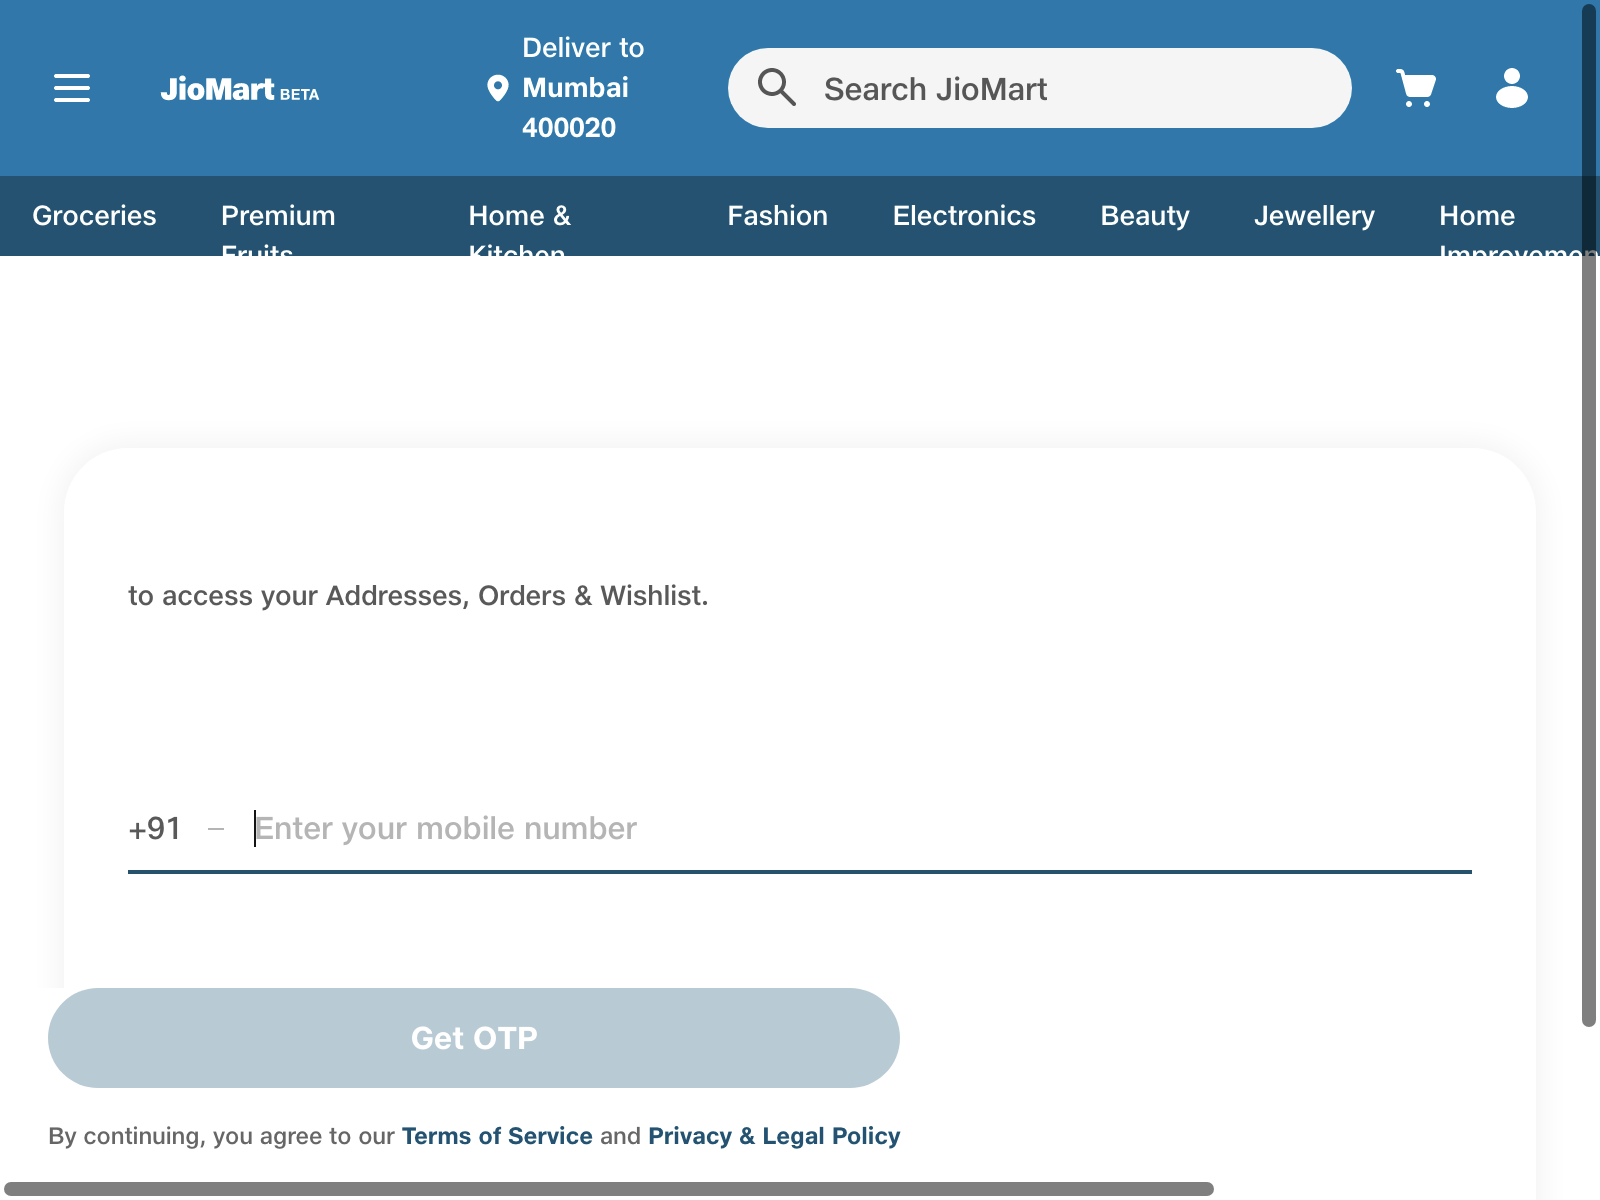 Deliver to
JioMart BETA
Mumbai
400020
Search JioMart
Groceries
Premium
Fruits
Home &
Kitchen
Fashion
Electronics
Beauty
Jewellery
Home
Improvemen
to access your Addresses, Orders & Wishlist.
+91 – Enter your mobile number
Get OTP
By continuing, you agree to our Terms of Service and Privacy & Legal Policy